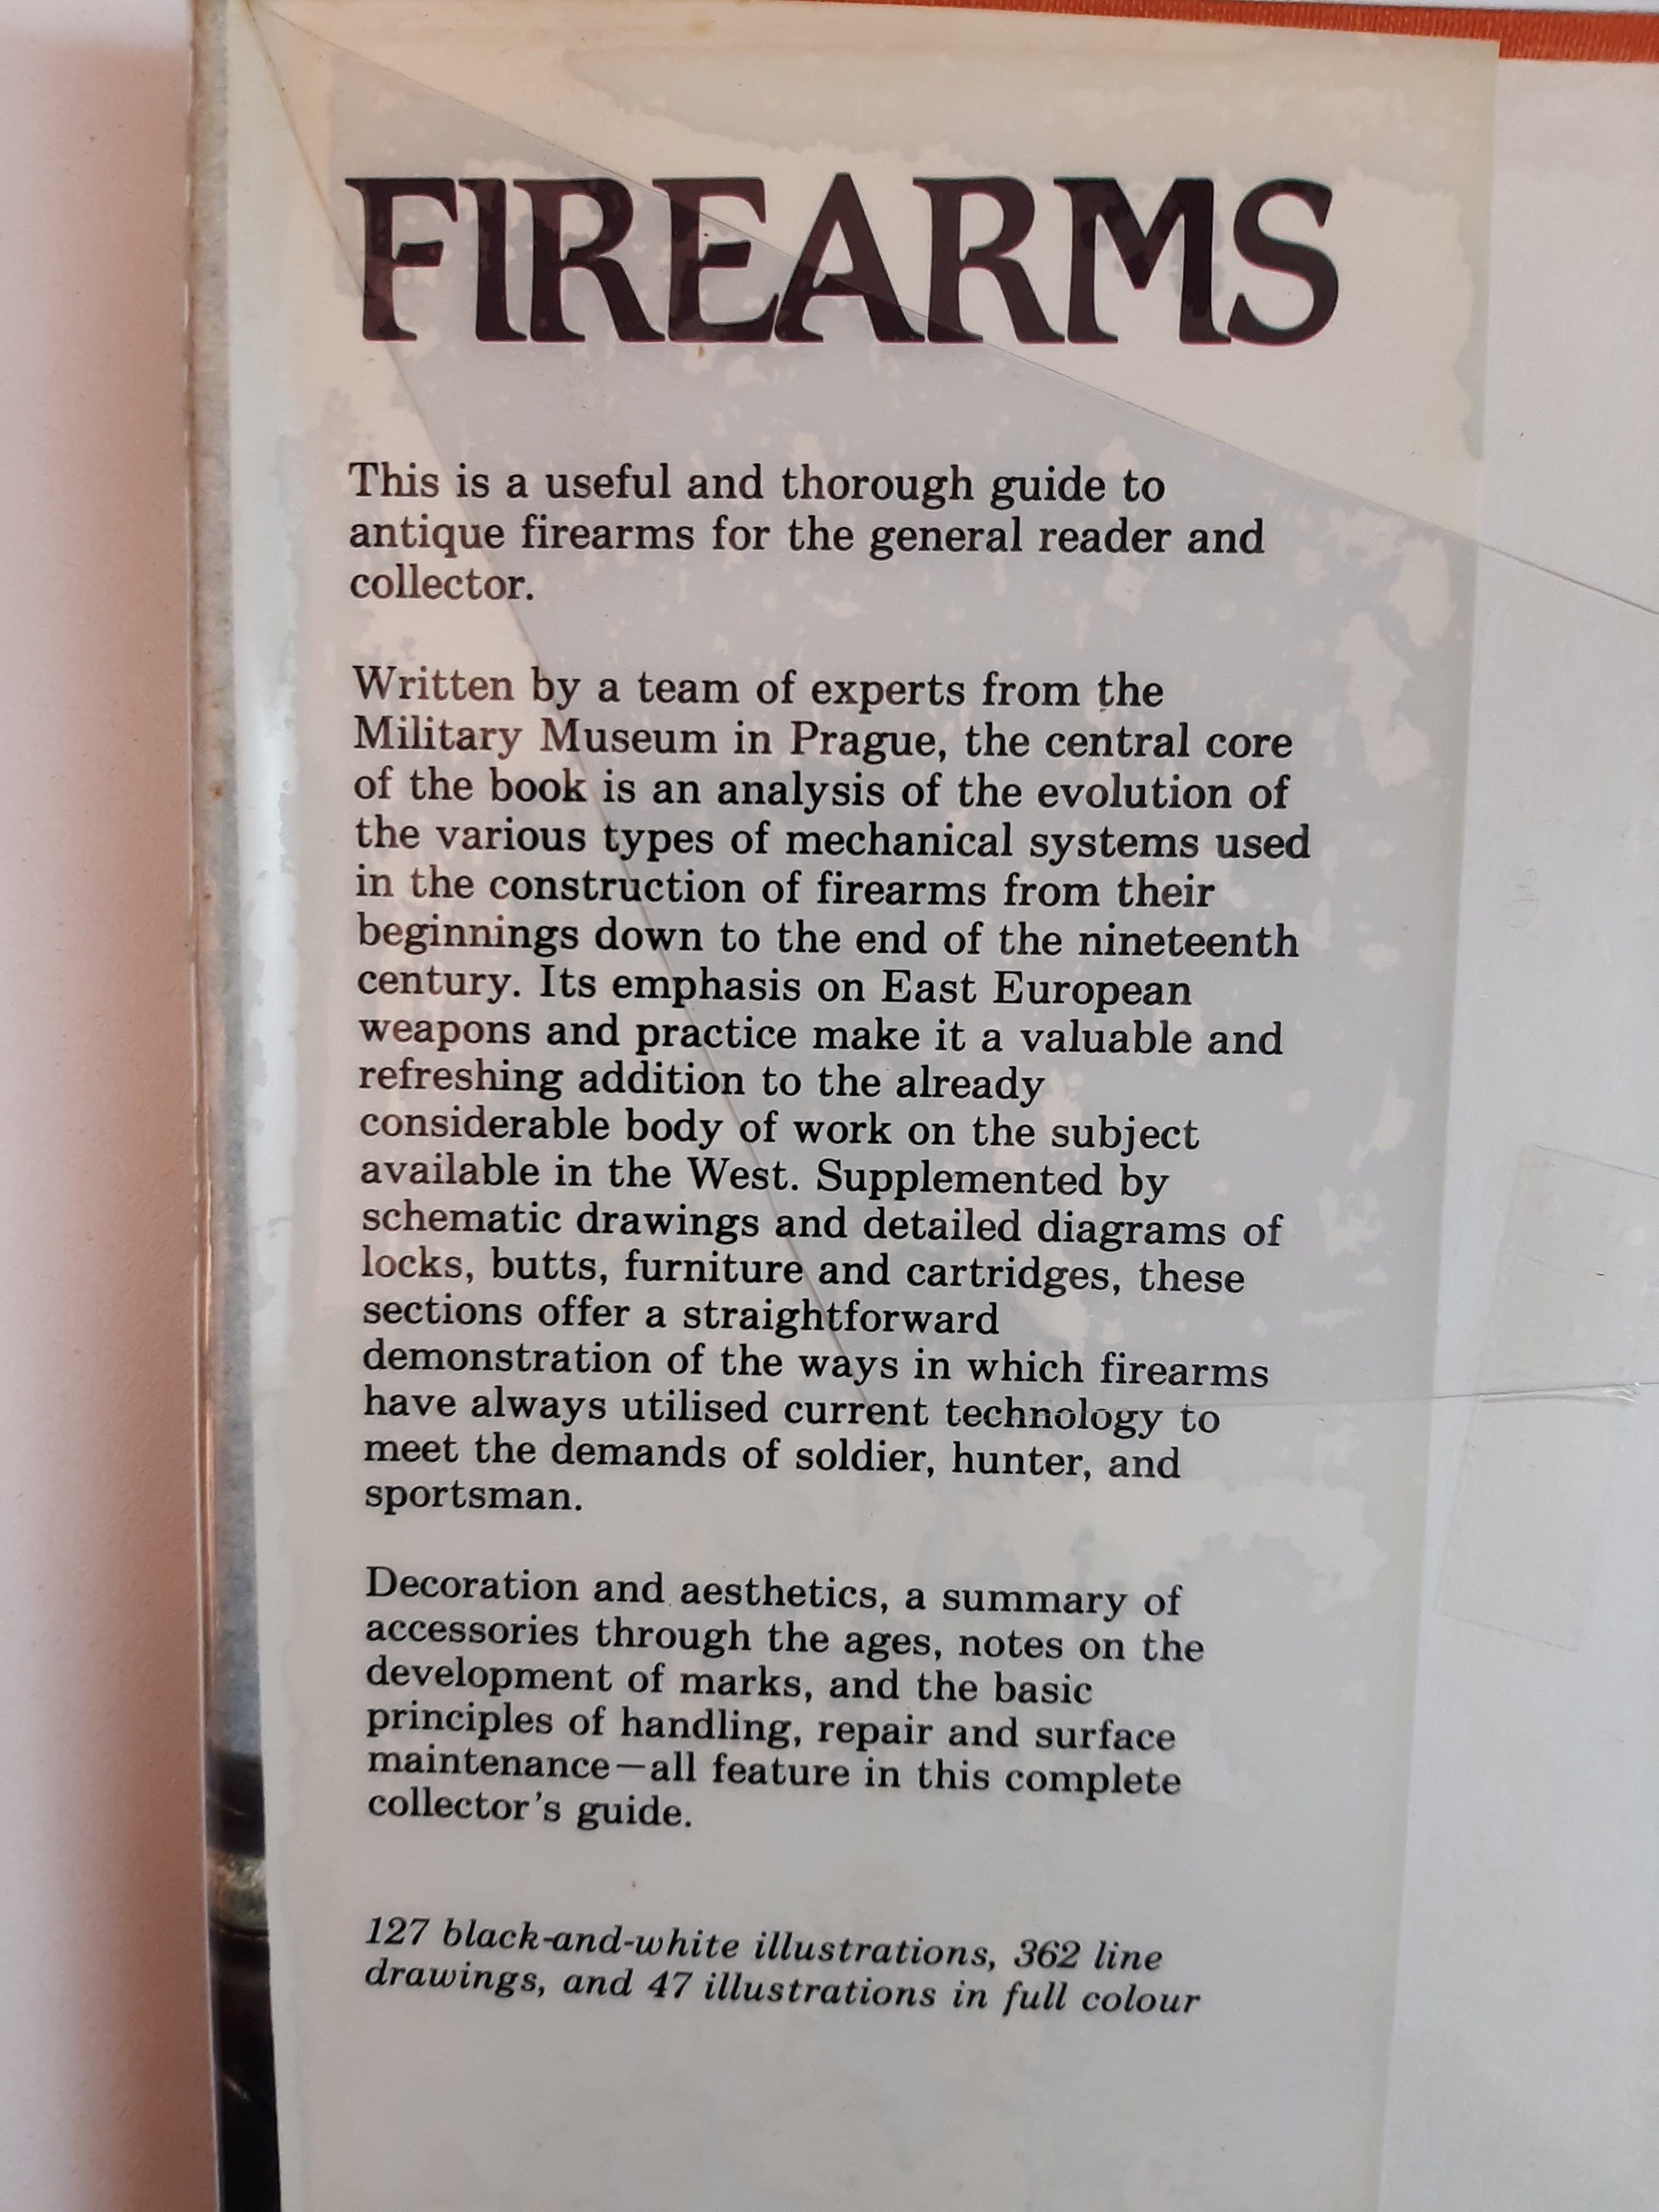 FIREARMS
This is a useful and thorough guide to
antique firearms for the general reader and
collector.
Written by a team of experts from the
Military Museum in Prague, the central core
of the book is an analysis of the evolution of
the various types of mechanical systems used
in the construction of firearms from their
beginnings down to the end of the nineteenth
century. Its emphasis on East European
weapons and practice make it a valuable and
refreshing addition to the already
considerable body of work on the subject
available in the West. Supplemented by
schematic drawings and detailed diagrams of
locks, butts, furniture and cartridges, these
sections offer a straightforward
demonstration of the ways in which firearms
have always utilised current technology to
meet the demands of soldier, hunter, and
sportsman.
Decoration and aesthetics, a summary of
accessories through the ages, notes on the
development of marks, and the basic
principles of handling, repair and surface
maintenance—all feature in this complete
collector's guide.
127 black-and-white illustrations, 362 line
drawings, and 47 illustrations in full colour